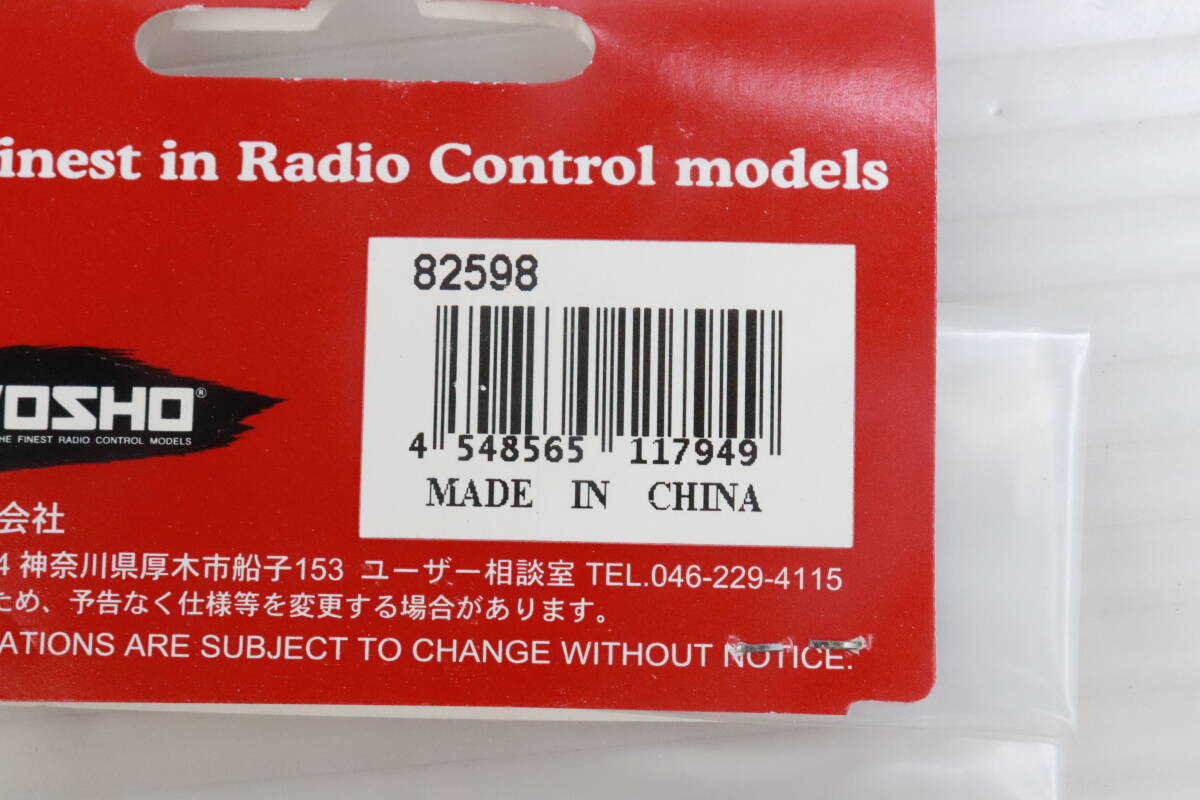 inest in Radio Control models
82598
4 548565 117949
MADE IN CHINA
YOSHO®
HE FINEST RADIO CONTROL MODELS
会社
4 神奈川県厚木市船子153 ユーザー相談室 TEL.046-229-4115
ため、予告なく仕様等を変更する場合があります。
ATIONS ARE SUBJECT TO CHANGE WITHOUT NOTICE.